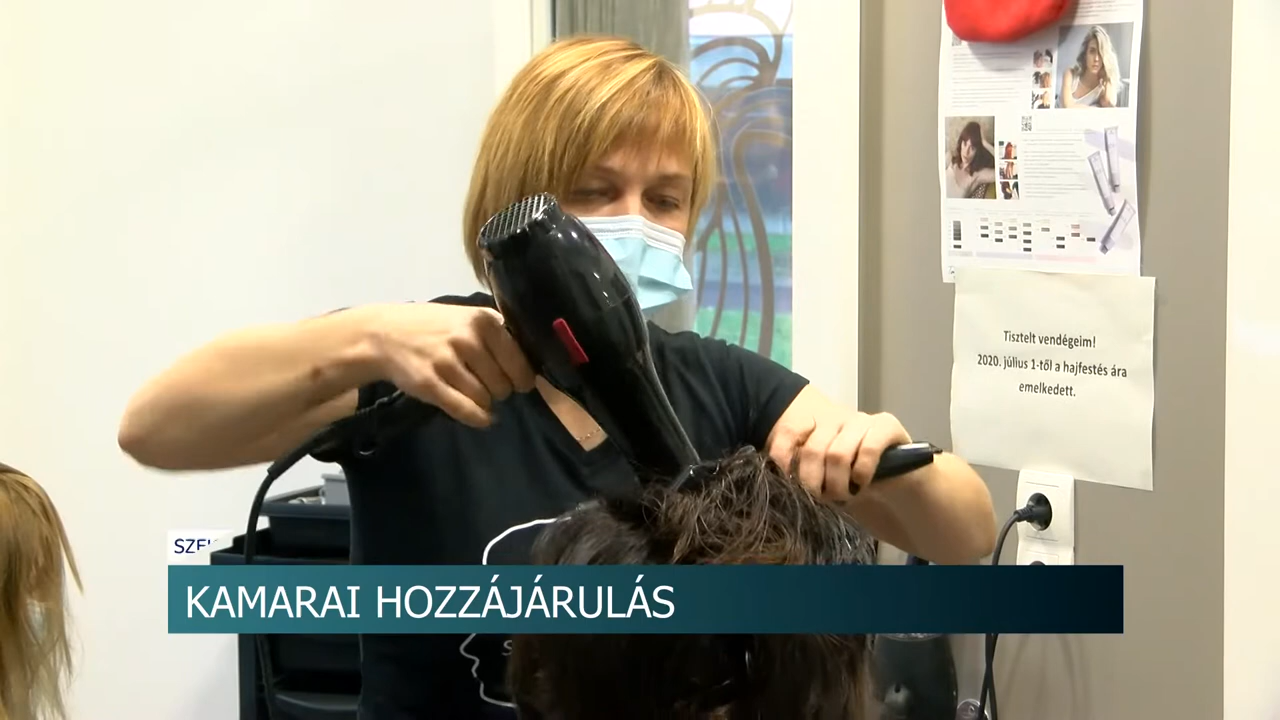 Tisztelt vendégeim!
2020. július 1-től a hajfestés ára
emelkedett.
KAMARAI HOZZÁJÁRULÁS